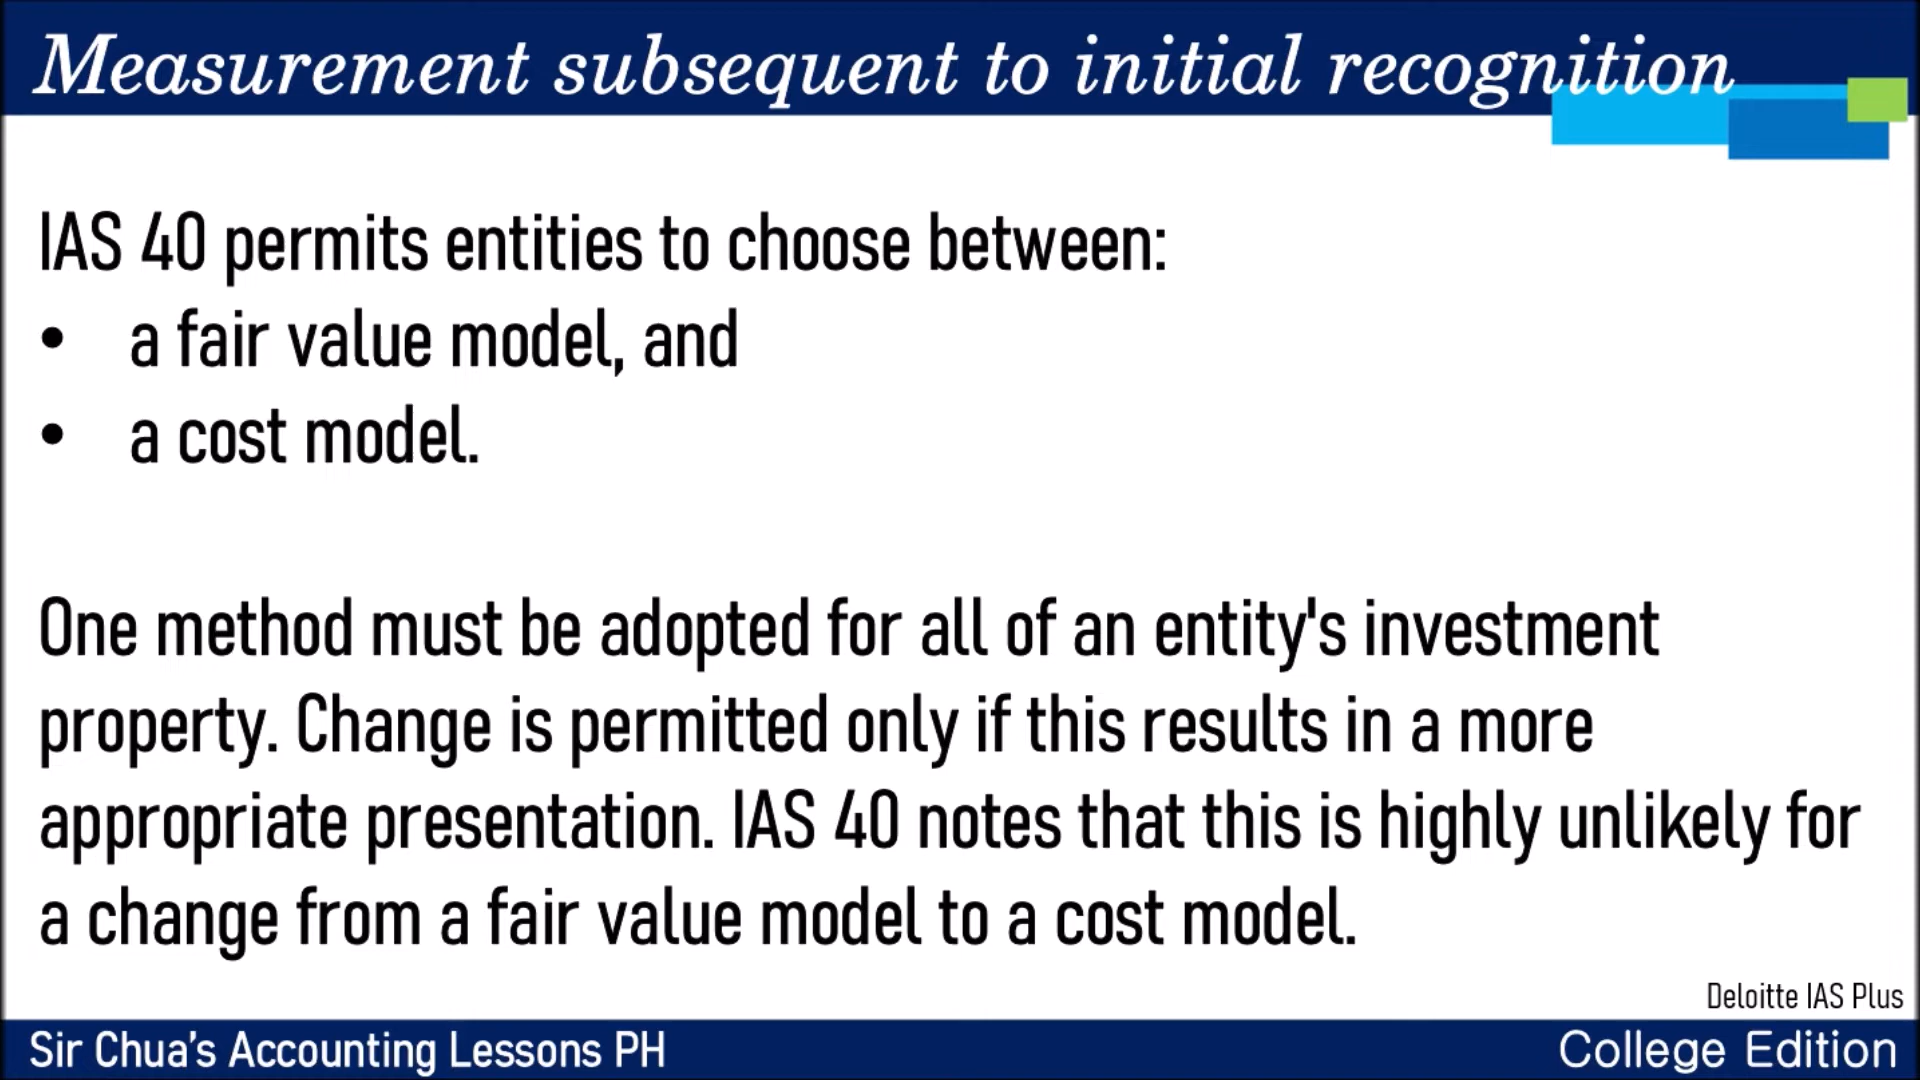 Measurement subsequent to initial recognition
IAS 40 permits entities to choose between:
• a fair value model, and
• a cost model.
One method must be adopted for all of an entity's investment
property. Change is permitted only if this results in a more
appropriate presentation. IAS 40 notes that this is highly unlikely for
a change from a fair value model to a cost model.
Deloitte IAS Plus
Sir Chua's Accounting Lessons PH
College Edition